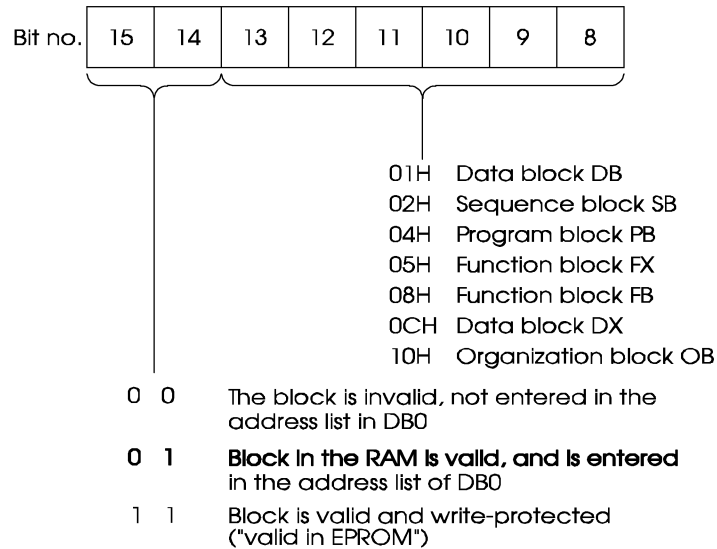 Bit no. 15 14 13 12 11 10 9 8
01H Data block DB
02H Sequence block SB
04H Program block PB
05H Function block FX
08H Function block FB
0CH Data block DX
10H Organization block OB
0 0 The block is invalid, not entered in the
address list in DB0
0 1 Block in the RAM is valid, and is entered
in the address list of DB0
1 1 Block is valid and write-protected
("valid in EPROM")